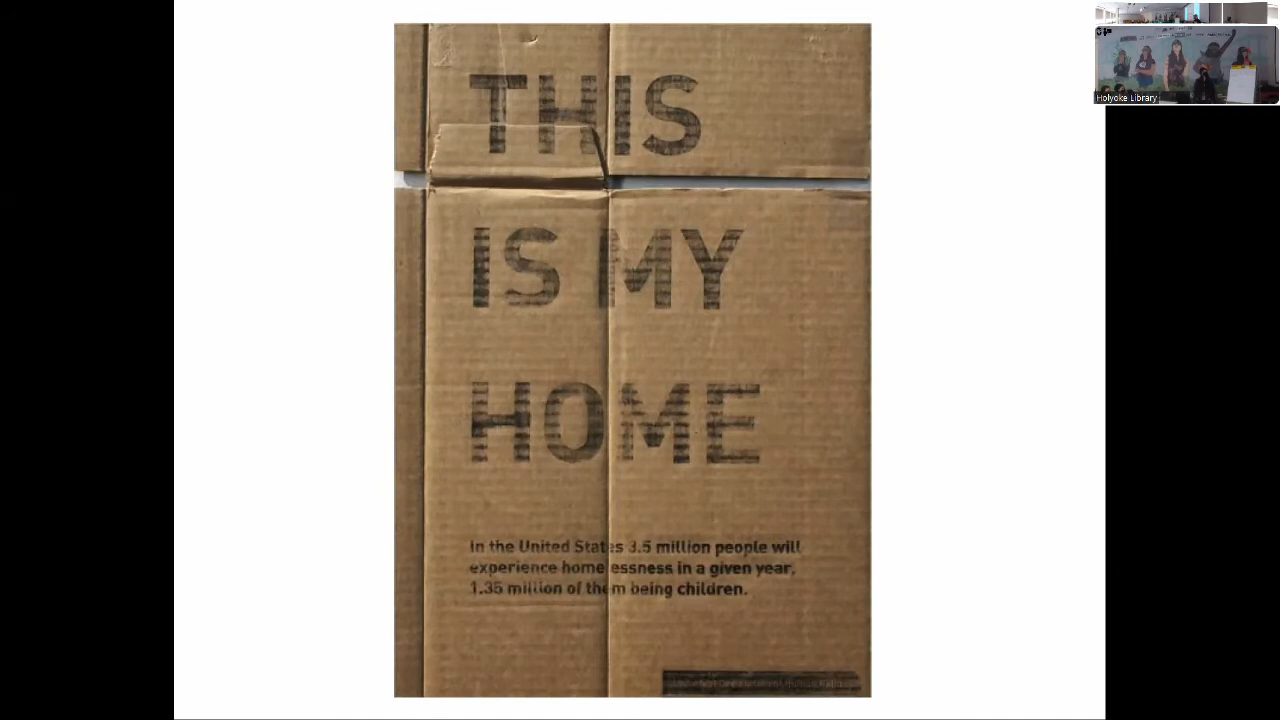 THIS
IS MY
HOME
In the United States 3.5 million people will
experience homelessness in a given year,
1.35 million of them being children.
Holyoke Library